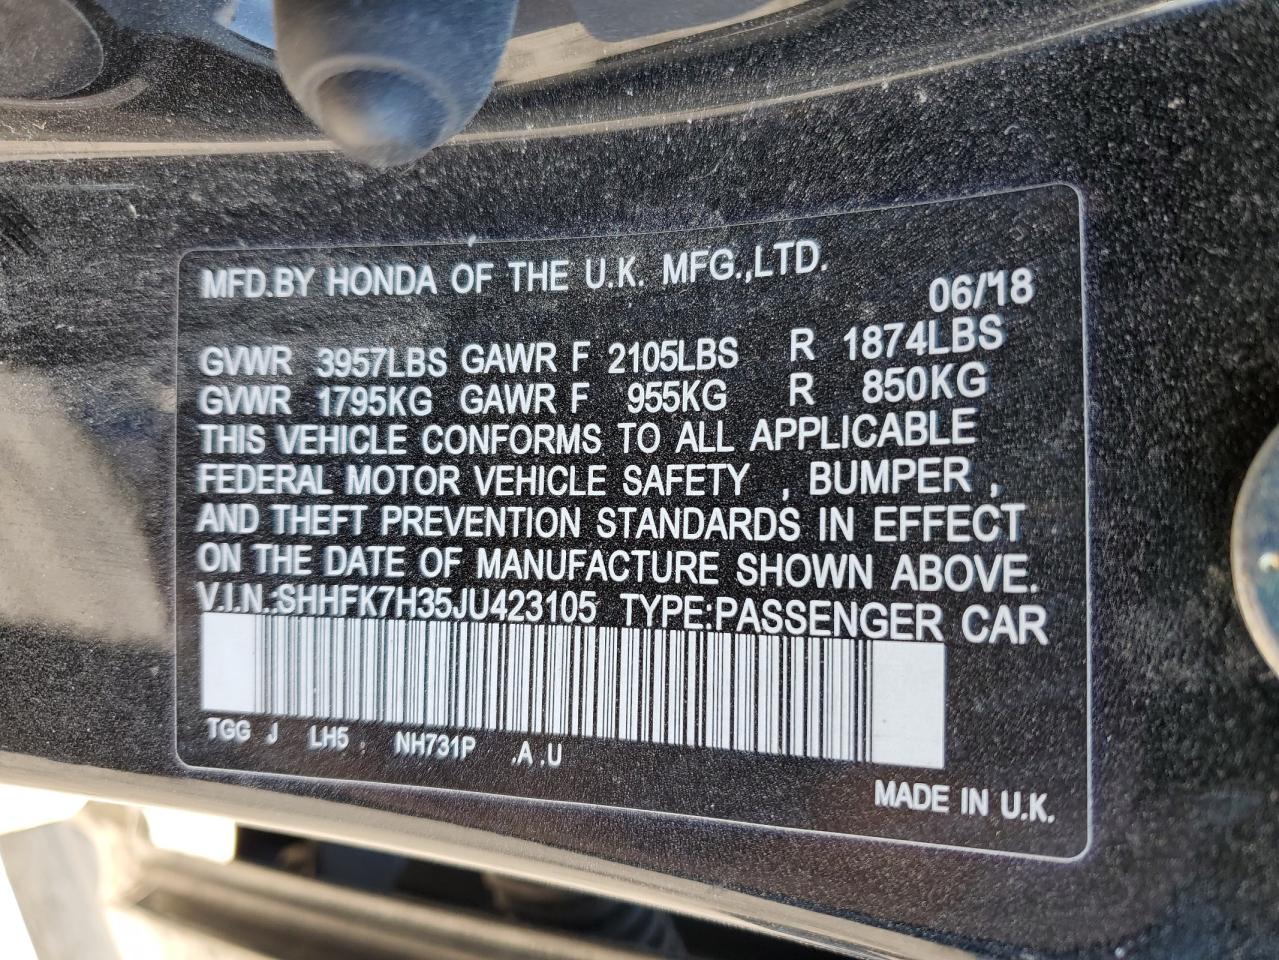 MFD.BY HONDA OF THE U.K. MFG.,LTD.
06/'18
GVWR 3957LBS GAWR F 2105LBS R 1874LBS
GVWR 1795KG GAWR F 955KG R 850KG
THIS VEHICLE CONFORMS TO ALL APPLICABLE
FEDERAL MOTOR VEHICLE SAFETY , BUMPER ,
AND THEFT PREVENTION STANDARDS IN EFFECT
ON THE DATE OF MANUFACTURE SHOWN ABOVE.
V.I.N.:SHHFK7H35JU423105 TYPE:PASSENGER CAR
TGG J LH5 . NH731P .A .U
MADE IN U.K.